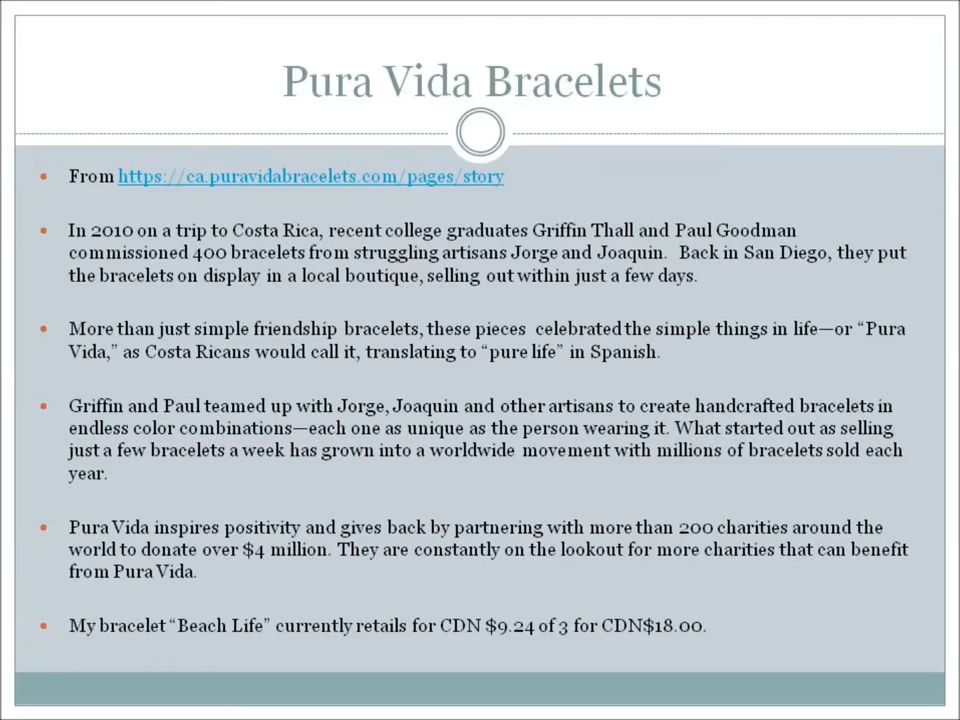 Pura Vida Bracelets
• From https://ca.puravidabracelets.com/pages/story
• In 2010 on a trip to Costa Rica, recent college graduates Griffin Thall and Paul Goodman
commissioned 400 bracelets from struggling artisans Jorge and Joaquin. Back in San Diego, they put
the bracelets on display in a local boutique, selling out within just a few days.
• More than just simple friendship bracelets, these pieces celebrated the simple things in life—or “Pura
Vida,” as Costa Ricans would call it, translating to “pure life” in Spanish.
• Griffin and Paul teamed up with Jorge, Joaquin and other artisans to create handcrafted bracelets in
endless color combinations—each one as unique as the person wearing it. What started out as selling
just a few bracelets a week has grown into a worldwide movement with millions of bracelets sold each
year.
• Pura Vida inspires positivity and gives back by partnering with more than 200 charities around the
world to donate over $4 million. They are constantly on the lookout for more charities that can benefit
from Pura Vida.
• My bracelet “Beach Life” currently retails for CDN $9.24 of 3 for CDN$18.00.